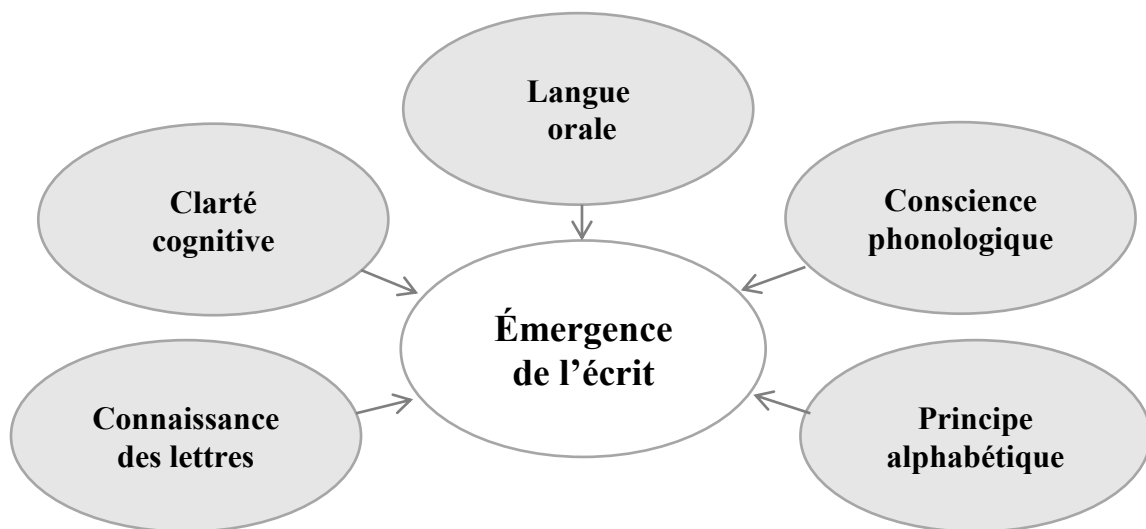 Langue
orale
Clarté
cognitive
Conscience
phonologique
Émergence
de l’écrit
Connaissance
des lettres
Principe
alphabétique